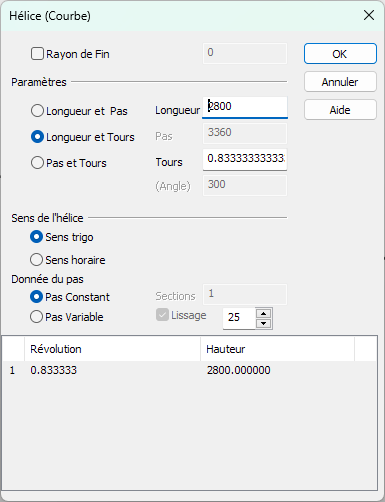 Hélice (Courbe)
Rayon de Fin 0 OK
Paramètres Annuler
Longueur et Pas Longueur 2800 Aide
Longueur et Tours Pas 3360
Pas et Tours Tours 0.83333333333
(Angle) 300
Sens de l'hélice
Sens trigo
Sens horaire
Donnée du pas
Pas Constant Sections 1
Pas Variable Lissage 25
Révolution Hauteur
1 0.833333 2800.000000